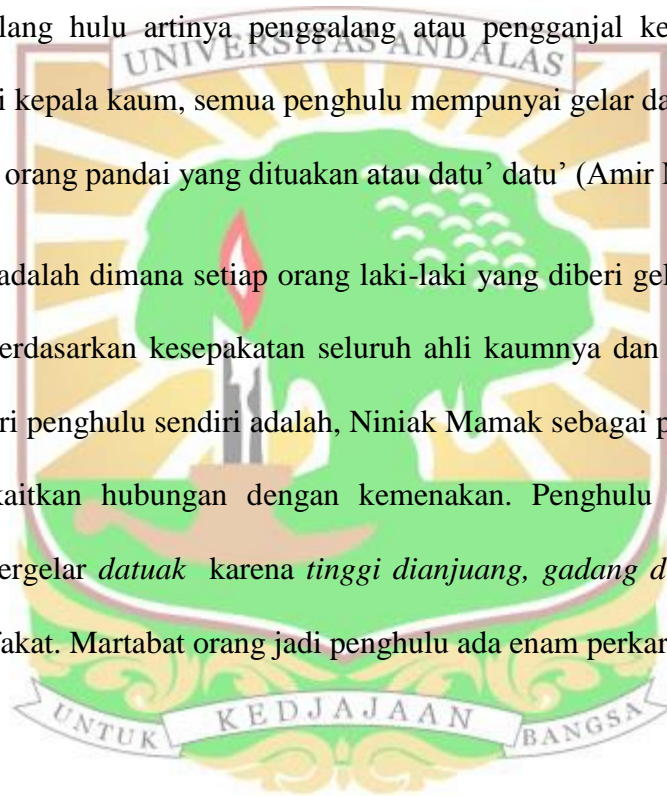 lang hulu artinya penggalang atau pengganjal ke
UNIVERSITAS ANDALAS
i kepala kaum, semua penghulu mempunyai gelar da
orang pandai yang dituakan atau datu’ datu’ (Amir
adalah dimana setiap orang laki-laki yang diberi gel
erdasarkan kesepakatan seluruh ahli kaumnya dan
ri penghulu sendiri adalah, Niniak Mamak sebagai p
kaitkan hubungan dengan kemenakan. Penghulu
ergelar datuak karena tinggi dianjuang, gadang d
fakat. Martabat orang jadi penghulu ada enam perkar
UNTUK KEDJAJAAN BANGSA